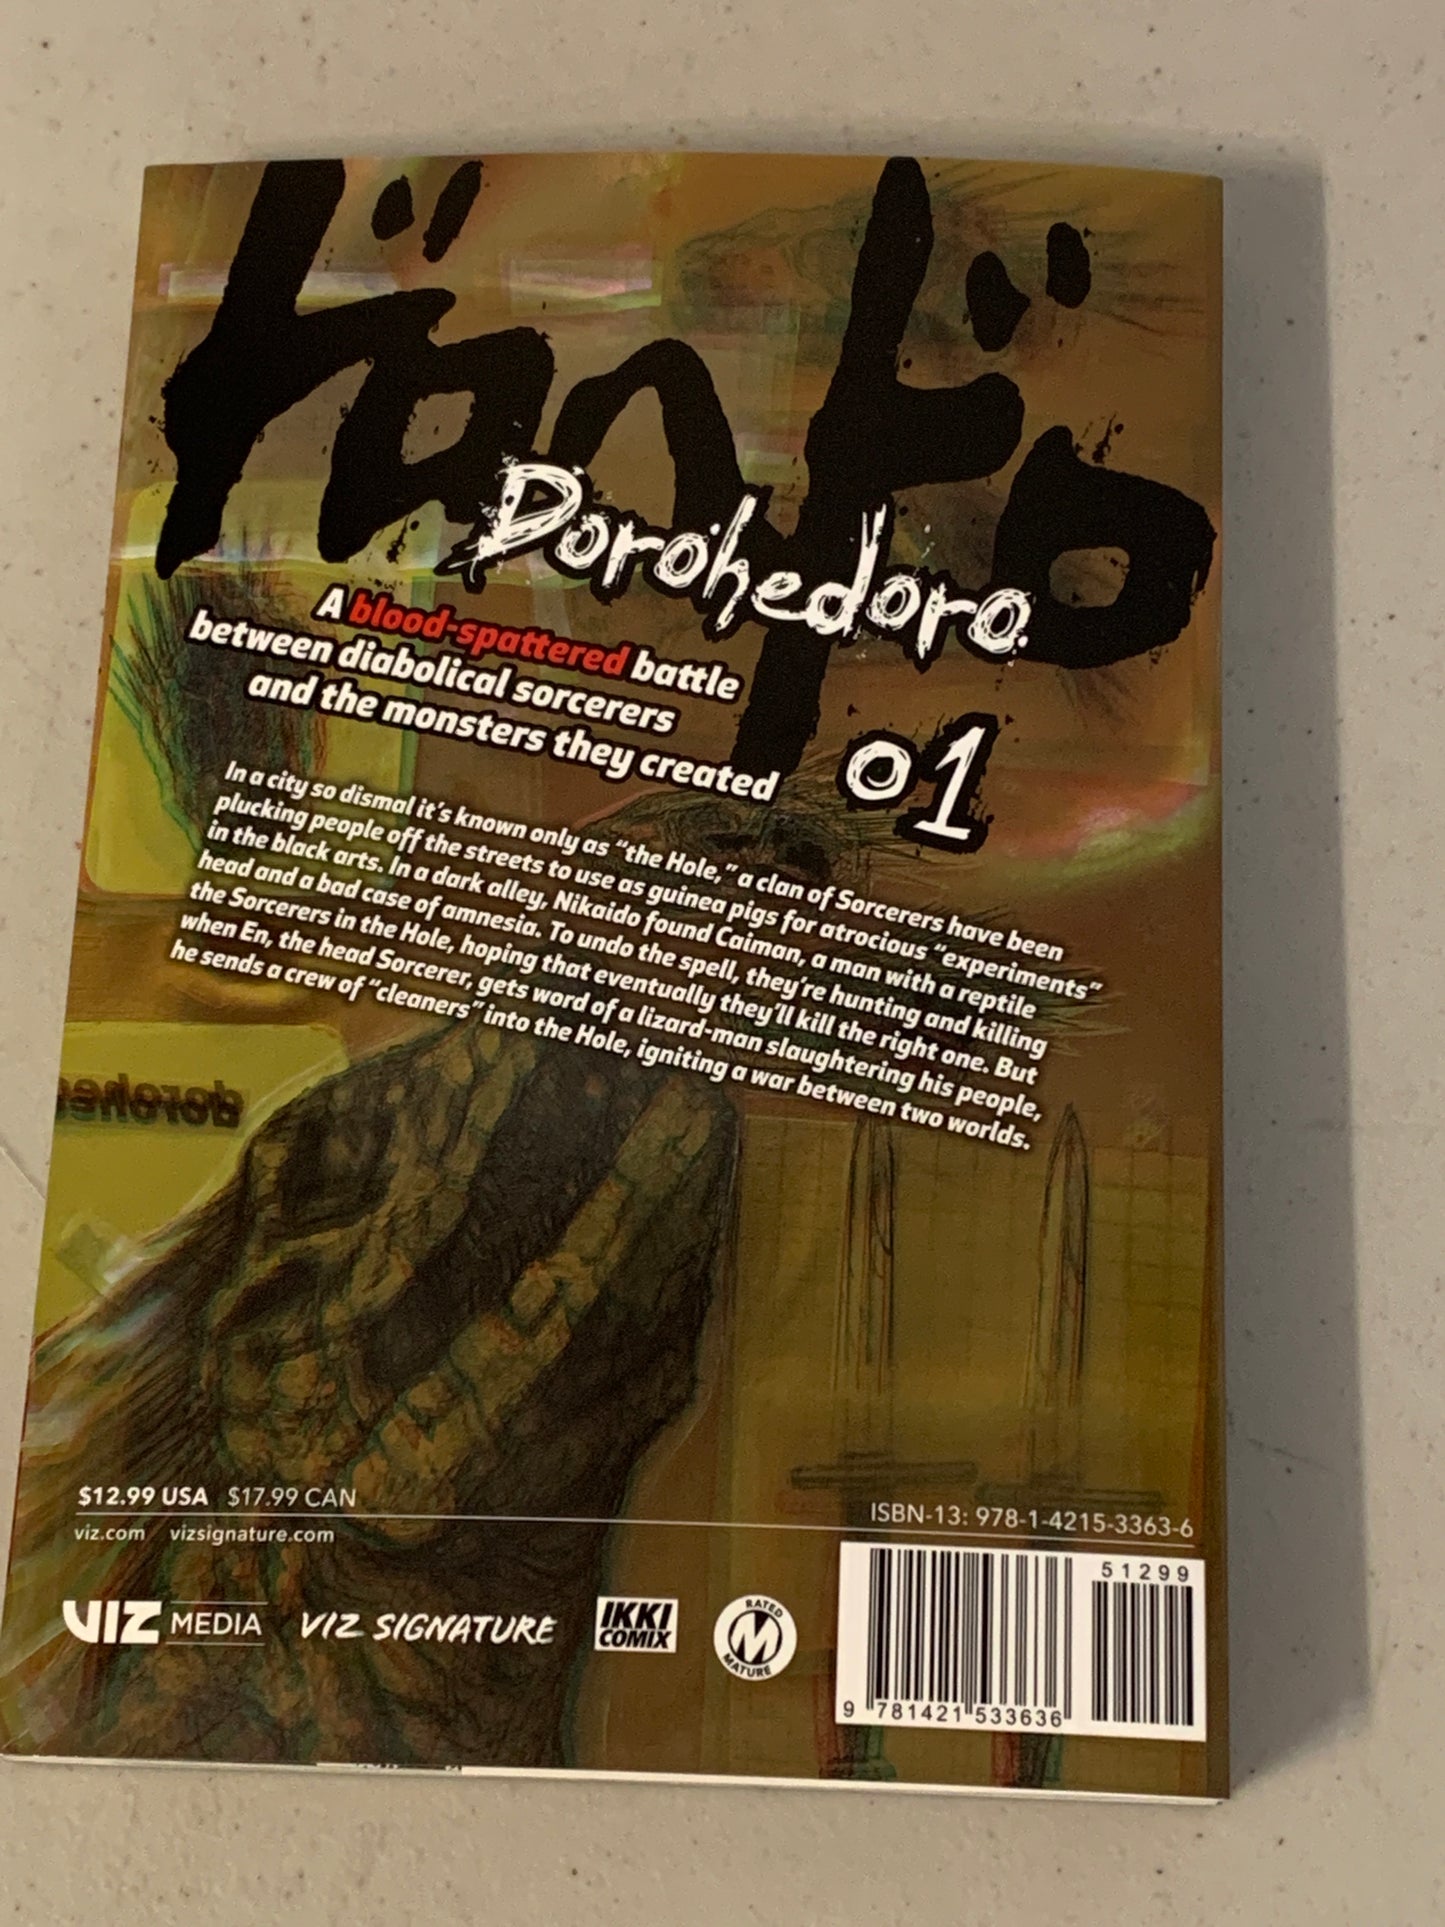 ドロヘドロ
Dorohedoro
01
A blood-spattered battle
between diabolical sorcerers
and the monsters they created
In a city so dismal it's known only as “the Hole,” a clan of Sorcerers have been
plucking people off the streets to use as guinea pigs for atrocious “experiments”
in the black arts. In a dark alley, Nikaido found Caiman, a man with a reptile
head and a bad case of amnesia. To undo the spell, they're hunting and killing
the Sorcerers in the Hole, hoping that eventually they'll kill the right one. But
when En, the head Sorcerer, gets word of a lizard-man slaughtering his people,
he sends a crew of “cleaners” into the Hole, igniting a war between two worlds.
$12.99 USA $17.99 CAN
viz.com vizsignature.com
ISBN-13: 978-1-4215-3363-6
51299
VIZ MEDIA
VIZ SIGNATURE
IKKI
COMIX
RATED
M
MATURE
9 781421 533636